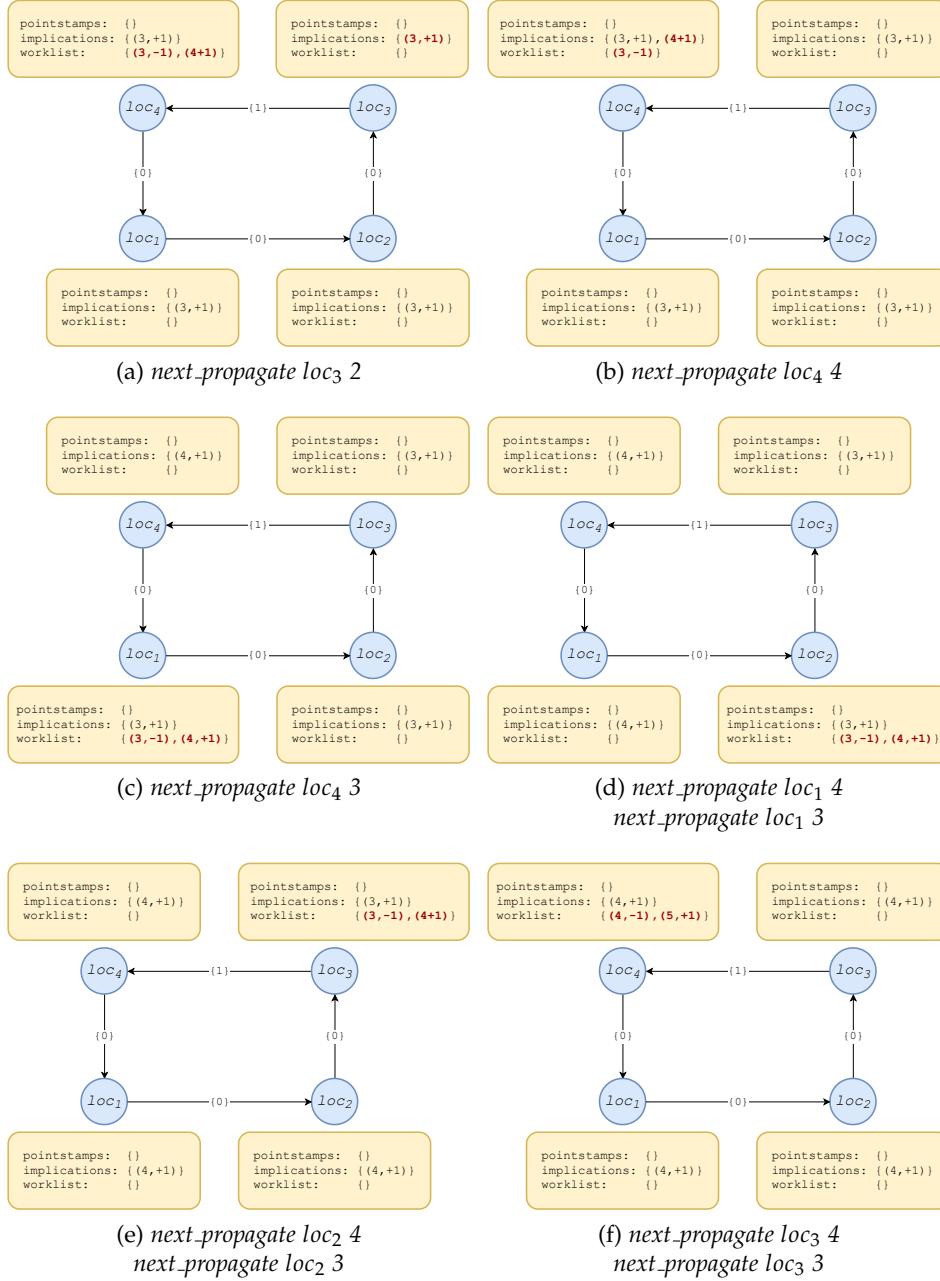 pointstamps: {}
implications: {(3,+1)}
worklist: {(3,-1),(4+1)}
pointstamps: {}
implications: {(3,+1)}
worklist: {}
loc4
{1}
loc3
{0}
{0}
loc1
{0}
loc2
pointstamps: {}
implications: {(3,+1)}
worklist: {}
pointstamps: {}
implications: {(3,+1)}
worklist: {}
(a) next_propagate loc3 2
pointstamps: {}
implications: {(3,+1),(4+1)}
worklist: {(3,-1)}
pointstamps: {}
implications: {(3,+1)}
worklist: {}
loc4
{1}
loc3
{0}
{0}
loc1
{0}
loc2
pointstamps: {}
implications: {(3,+1)}
worklist: {}
pointstamps: {}
implications: {(3,+1)}
worklist: {}
(b) next_propagate loc4 4
pointstamps: {}
implications: {(4,+1)}
worklist: {}
pointstamps: {}
implications: {(3,+1)}
worklist: {}
loc4
{1}
loc3
{0}
{0}
loc1
{0}
loc2
pointstamps: {}
implications: {(3,+1)}
worklist: {(3,-1),(4,+1)}
pointstamps: {}
implications: {(3,+1)}
worklist: {}
(c) next_propagate loc4 3
pointstamps: {}
implications: {(4,+1)}
worklist: {}
pointstamps: {}
implications: {(3,+1)}
worklist: {}
loc4
{1}
loc3
{0}
{0}
loc1
{0}
loc2
pointstamps: {}
implications: {(4,+1)}
worklist: {}
pointstamps: {}
implications: {(3,+1)}
worklist: {(3,-1),(4,+1)}
(d) next_propagate loc1 4
next_propagate loc1 3
pointstamps: {}
implications: {(4,+1)}
worklist: {}
pointstamps: {}
implications: {(3,+1)}
worklist: {(3,-1),(4+1)}
loc4
{1}
loc3
{0}
{0}
loc1
{0}
loc2
pointstamps: {}
implications: {(4,+1)}
worklist: {}
pointstamps: {}
implications: {(4,+1)}
worklist: {}
(e) next_propagate loc2 4
next_propagate loc2 3
pointstamps: {}
implications: {(4,+1)}
worklist: {(4,-1),(5,+1)}
pointstamps: {}
implications: {(4,+1)}
worklist: {}
loc4
{1}
loc3
{0}
{0}
loc1
{0}
loc2
pointstamps: {}
implications: {(4,+1)}
worklist: {}
pointstamps: {}
implications: {(4,+1)}
worklist: {}
(f) next_propagate loc3 4
next_propagate loc3 3